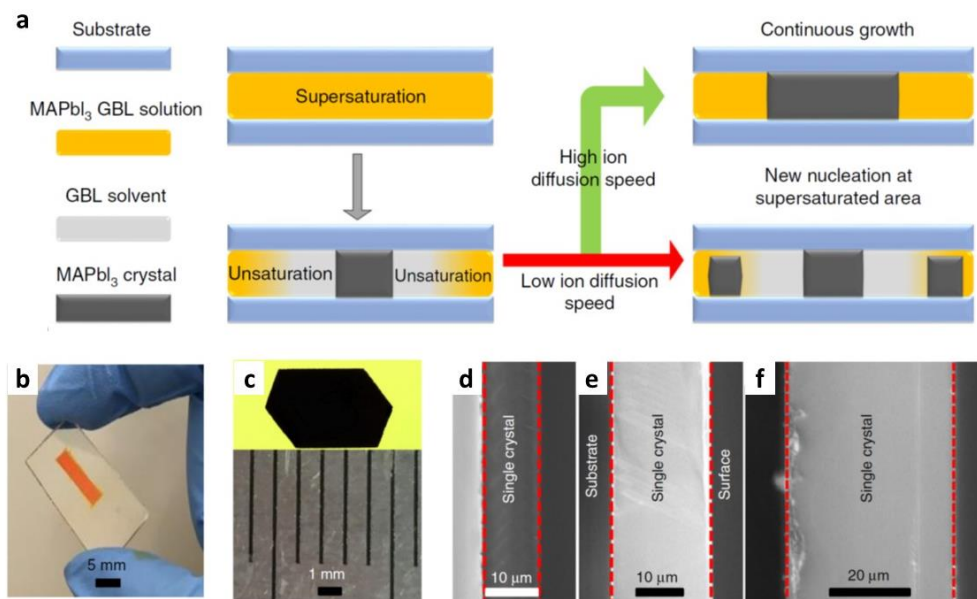 a
Substrate
MAPbI₃ GBL solution
GBL solvent
MAPbI₃ crystal
Supersaturation
Unsaturation
Unsaturation
High ion
diffusion speed
Low ion diffusion
speed
Continuous growth
New nucleation at
supersaturated area
b
5 mm
c
1 mm
d
Single crystal
10 μm
e
Substrate
Single crystal
Surface
10 μm
f
Single crystal
20 μm